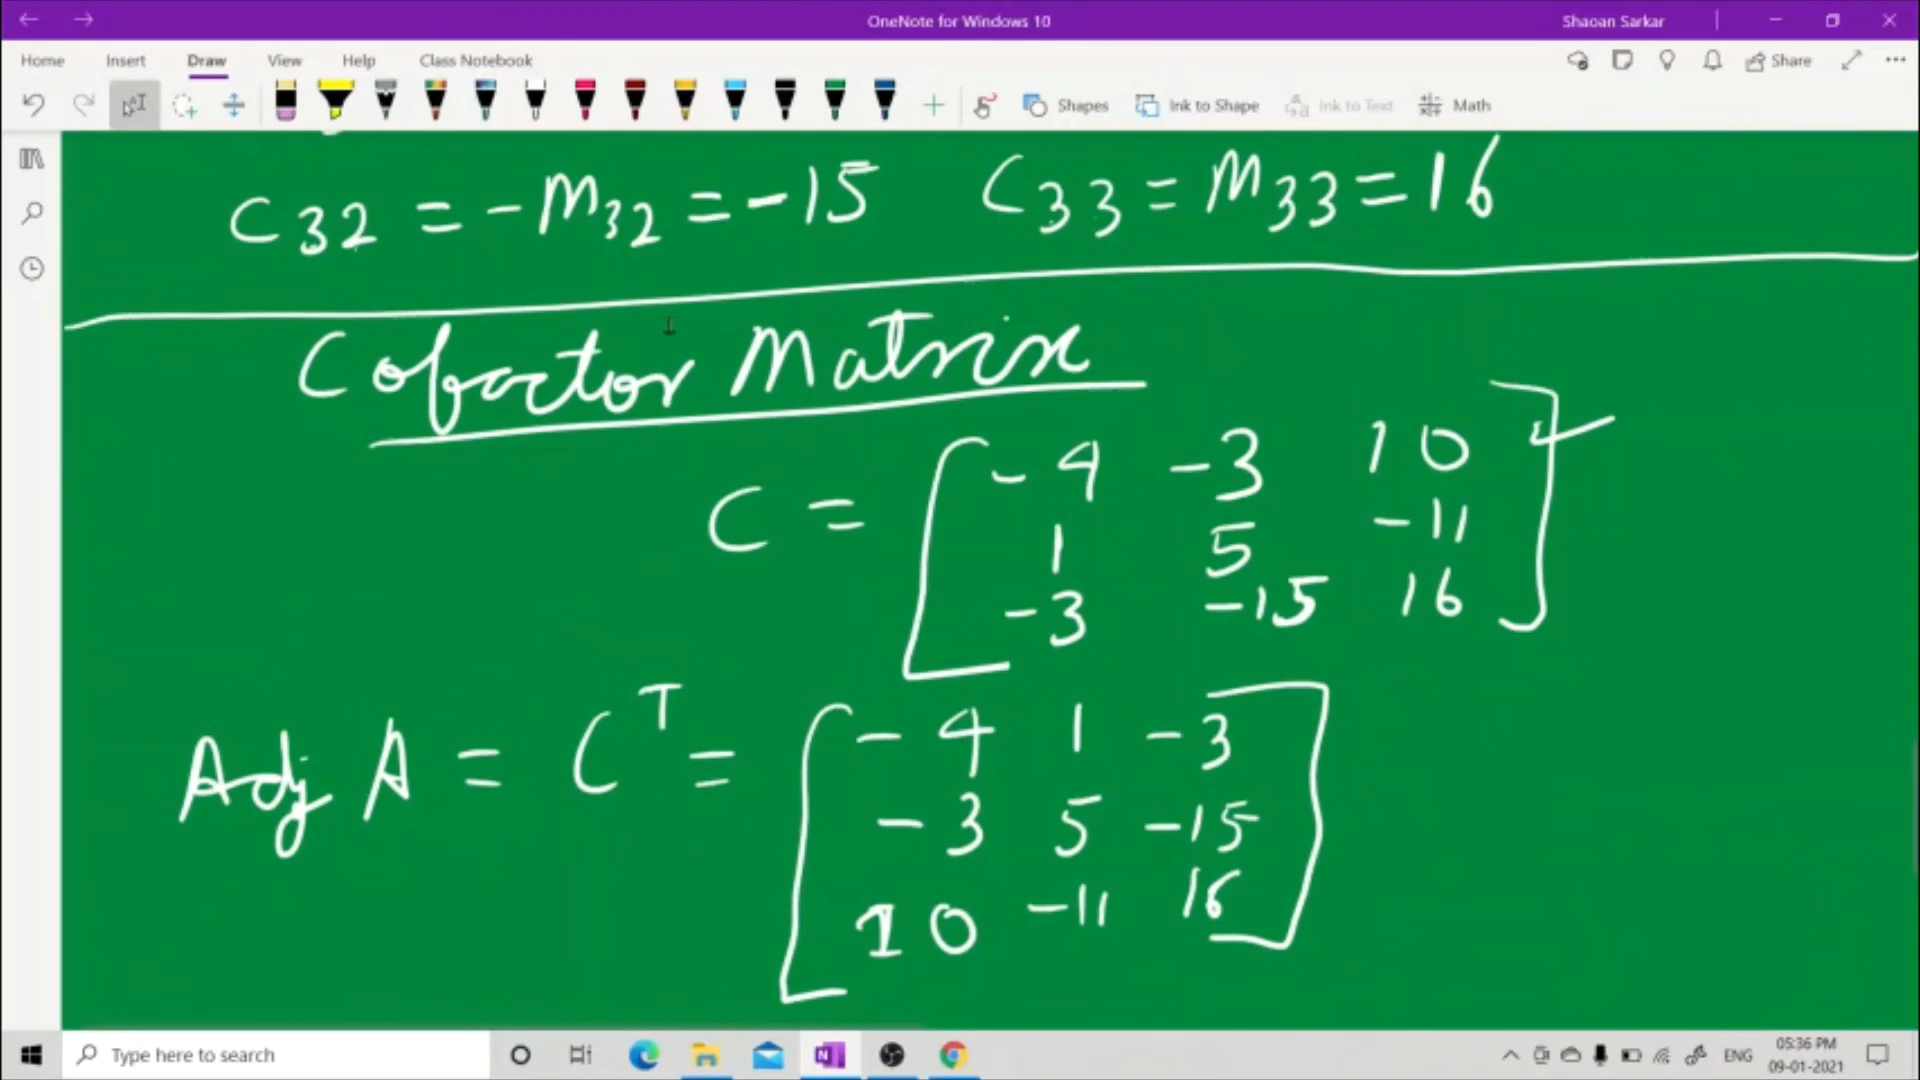 OneNote for Windows 10
Shaoan Sarkar
Home Insert Draw View Help Class Notebook
Share
Shapes Ink to Shape Ink to Text Math
C32 = -M32 = -15 C33 = M33 = 16
Cofactor Matrix
C = [ -4 -3 10
1 5 -11
-3 -15 16 ]
Adj A = C^T = [ -4 1 -3
-3 5 -15
10 -11 16 ]
Type here to search
ENG
05:36 PM
09-01-2021